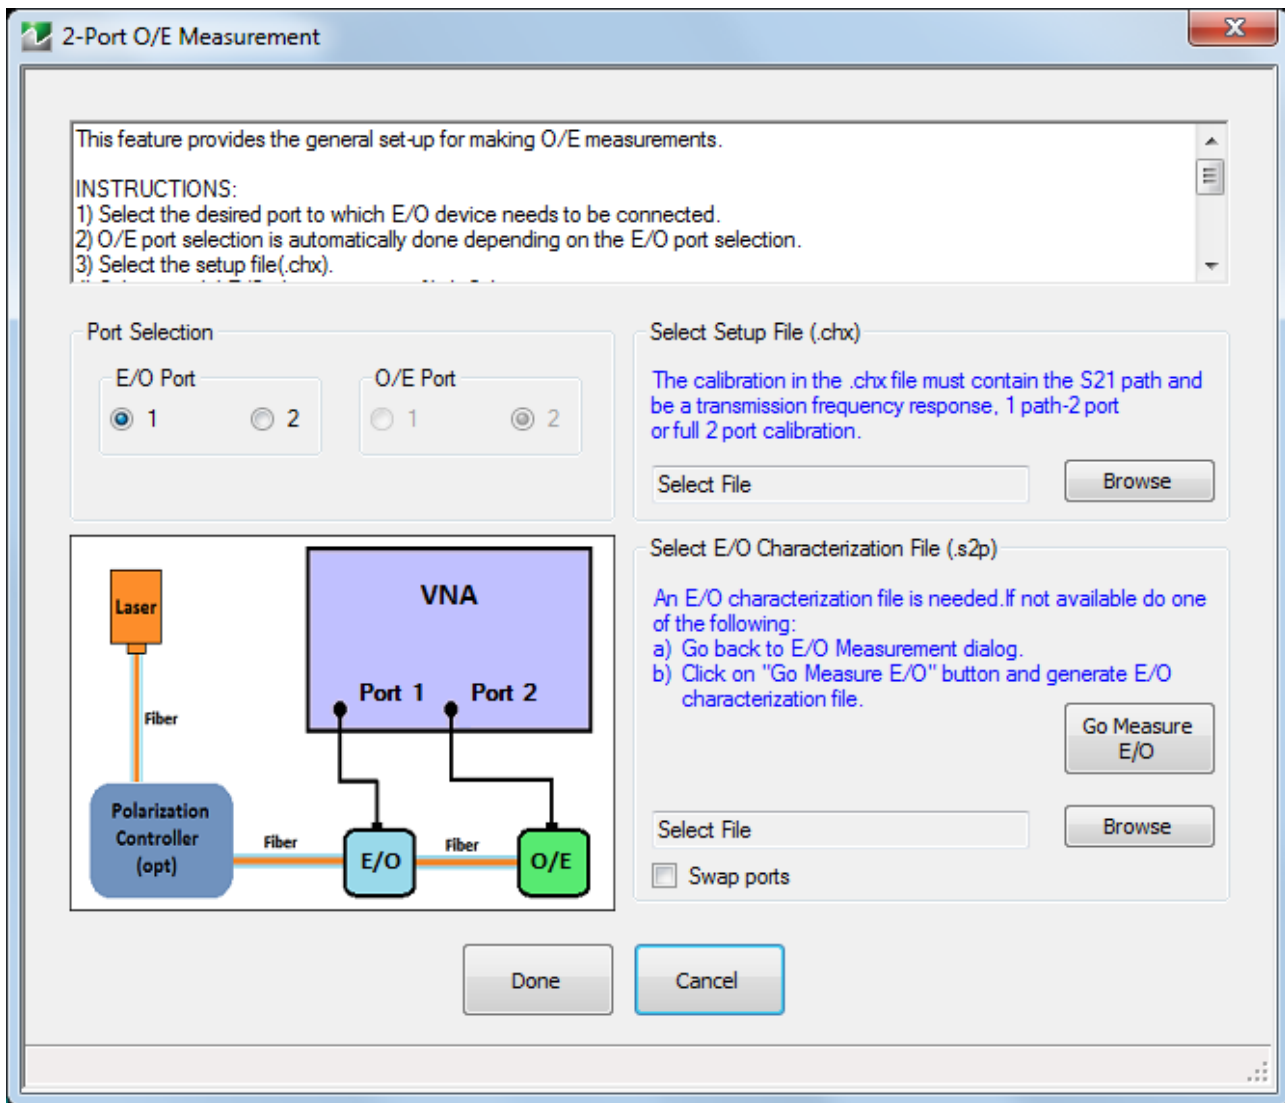 2-Port O/E Measurement
This feature provides the general set-up for making O/E measurements.
INSTRUCTIONS:
1) Select the desired port to which E/O device needs to be connected.
2) O/E port selection is automatically done depending on the E/O port selection.
3) Select the setup file(.chx).
Port Selection
E/O Port
1
2
O/E Port
1
2
Select Setup File (.chx)
The calibration in the .chx file must contain the S21 path and
be a transmission frequency response, 1 path-2 port
or full 2 port calibration.
Select File
Browse
Laser
Fiber
VNA
Port 1
Port 2
Polarization
Controller
(opt)
Fiber
E/O
Fiber
O/E
Select E/O Characterization File (.s2p)
An E/O characterization file is needed.If not available do one
of the following:
a) Go back to E/O Measurement dialog.
b) Click on "Go Measure E/O" button and generate E/O
characterization file.
Go Measure
E/O
Select File
Browse
Swap ports
Done
Cancel